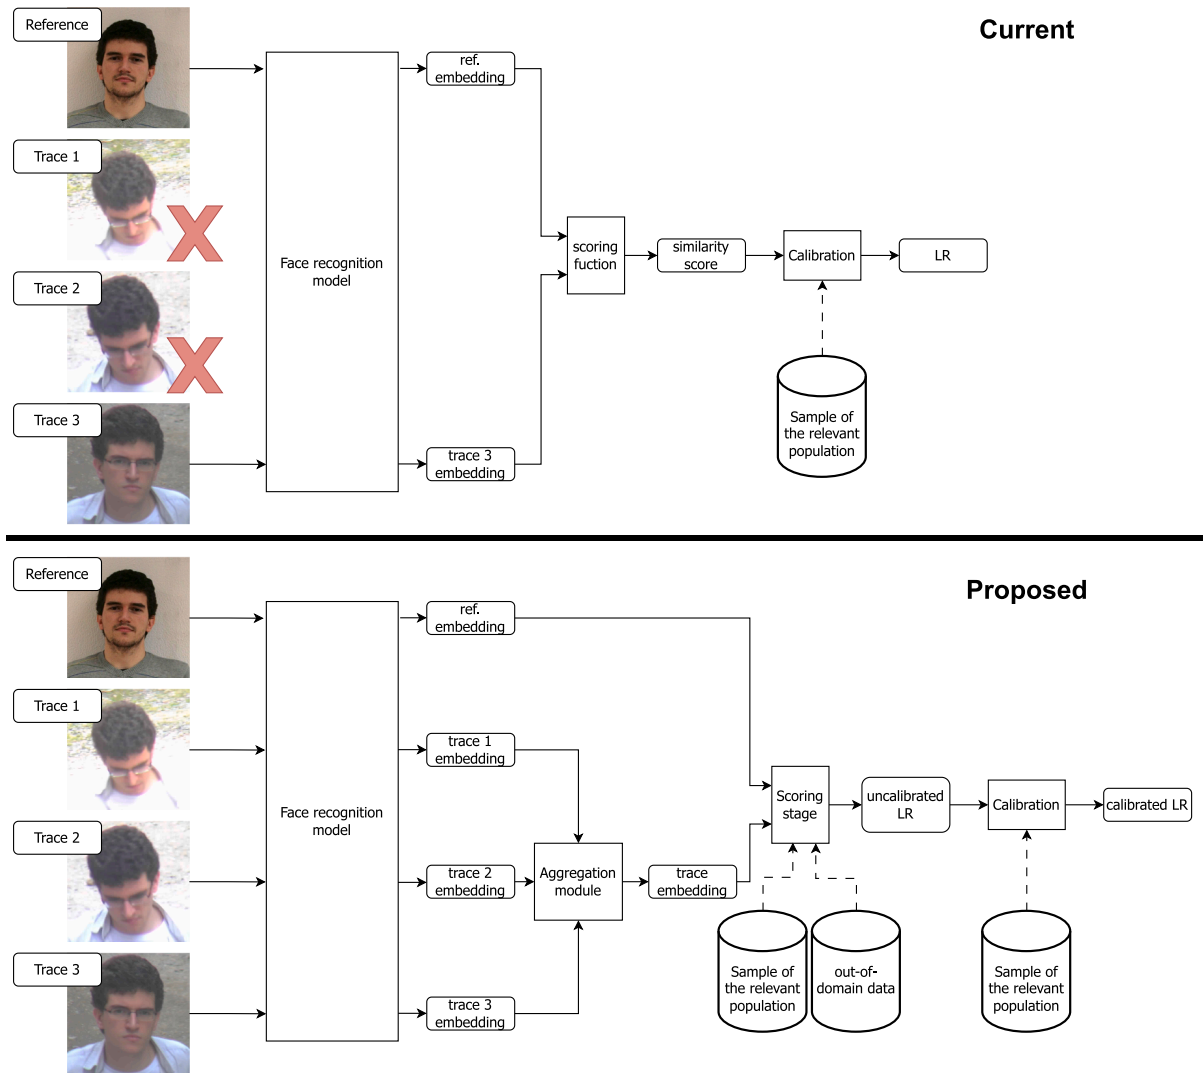 Reference
Current
ref.
embedding
Trace 1
Face recognition
model
scoring
fuction
similarity
score
Calibration
LR
Trace 2
Sample of
the relevant
population
Trace 3
trace 3
embedding
Reference
Proposed
ref.
embedding
Trace 1
trace 1
embedding
Face recognition
model
Scoring
stage
uncalibrated
LR
Calibration
calibrated LR
Trace 2
trace 2
embedding
Aggregation
module
trace
embedding
Sample of
the relevant
population
out-of-
domain data
Sample of
the relevant
population
Trace 3
trace 3
embedding